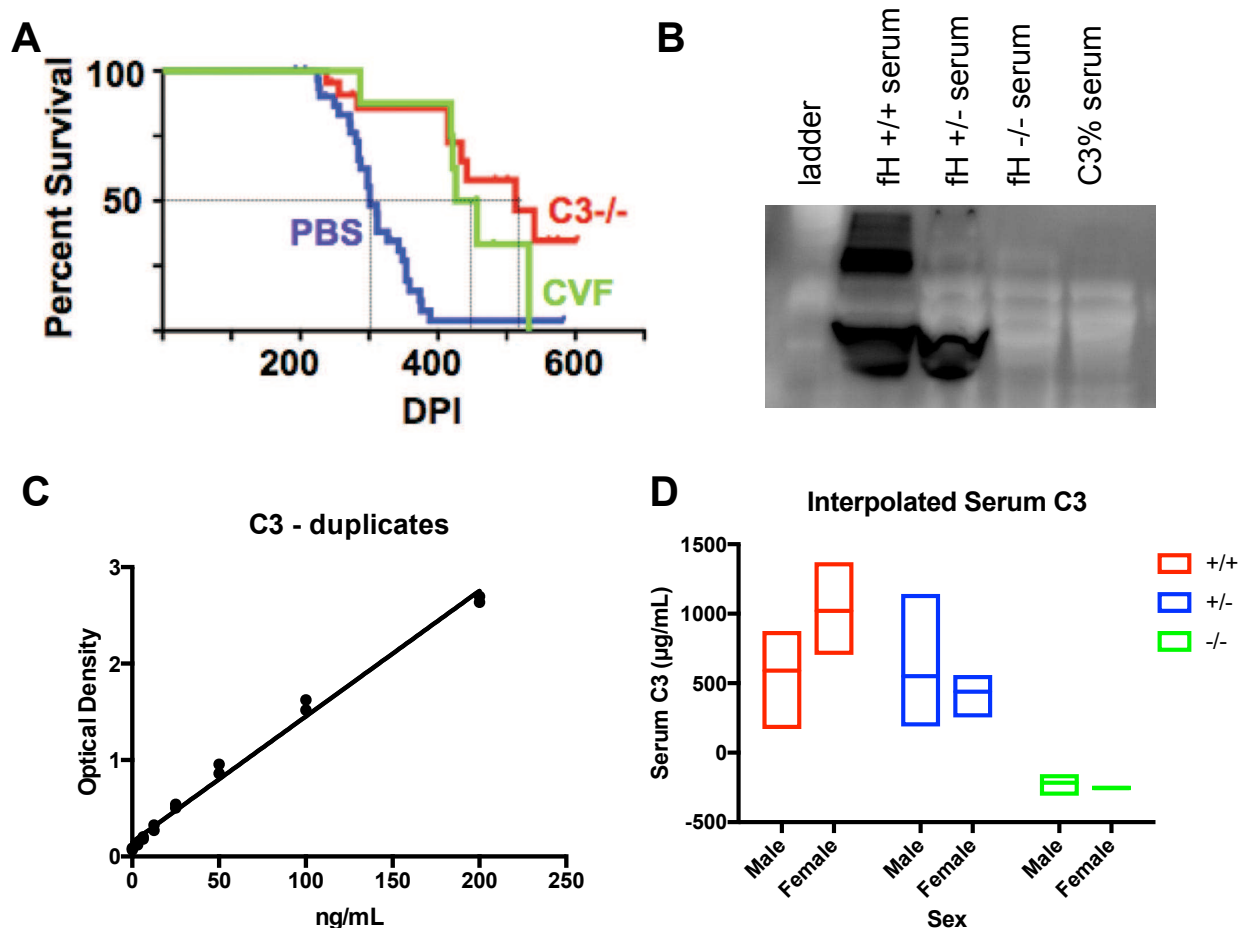 A
Percent Survival
100
50
PBS
C3-/-
CVF
200
400
600
DPI
B
ladder
fH +/+ serum
fH +/- serum
fH -/- serum
C3% serum
C
C3 - duplicates
Optical Density
3
2
1
0
0
50
100
150
200
250
ng/mL
D
Interpolated Serum C3
Serum C3 (µg/mL)
1500
1000
500
0
-500
Male
Female
Male
Female
Male
Female
Sex
+/+
+/-
-/-